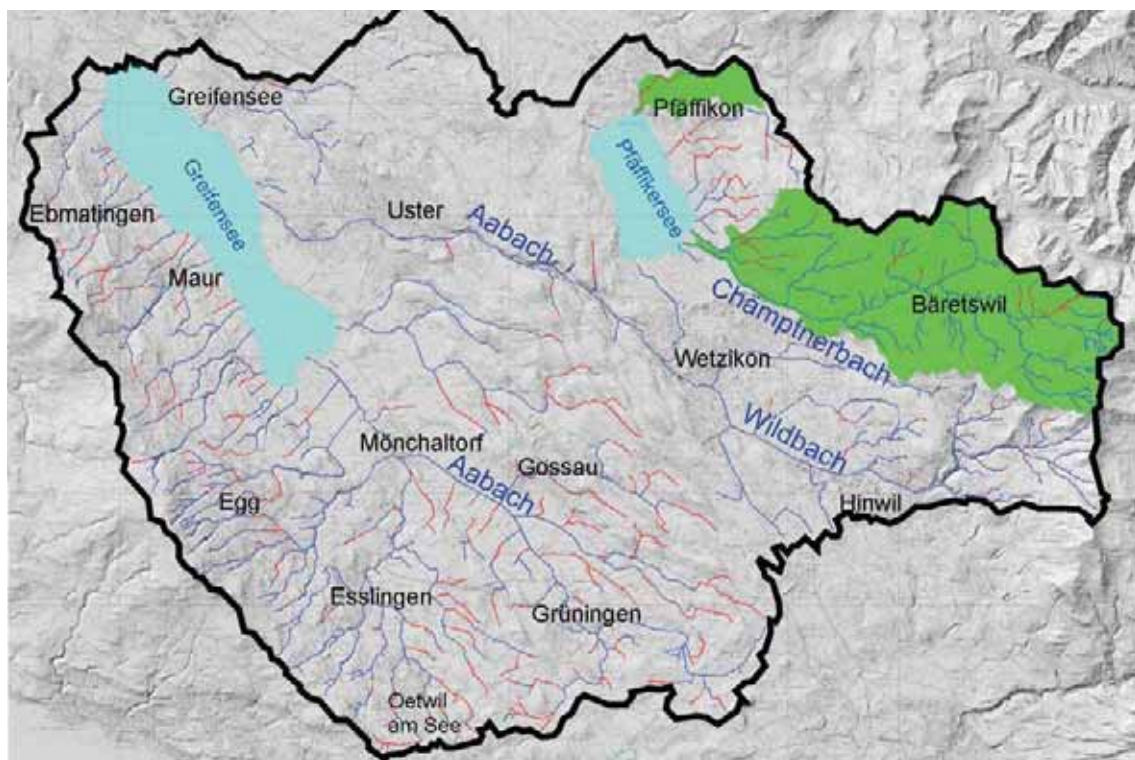 Greifensee
Pfäffikon
Greifensee
Pfäffikersee
Ebmatingen
Uster
Aabach
Maur
Bäretswil
Chämptnerbach
Wetzikon
Mönchaltorf
Wildbach
Aabach
Gossau
Egg
Hinwil
Esslingen
Grüningen
Oetwil
am See